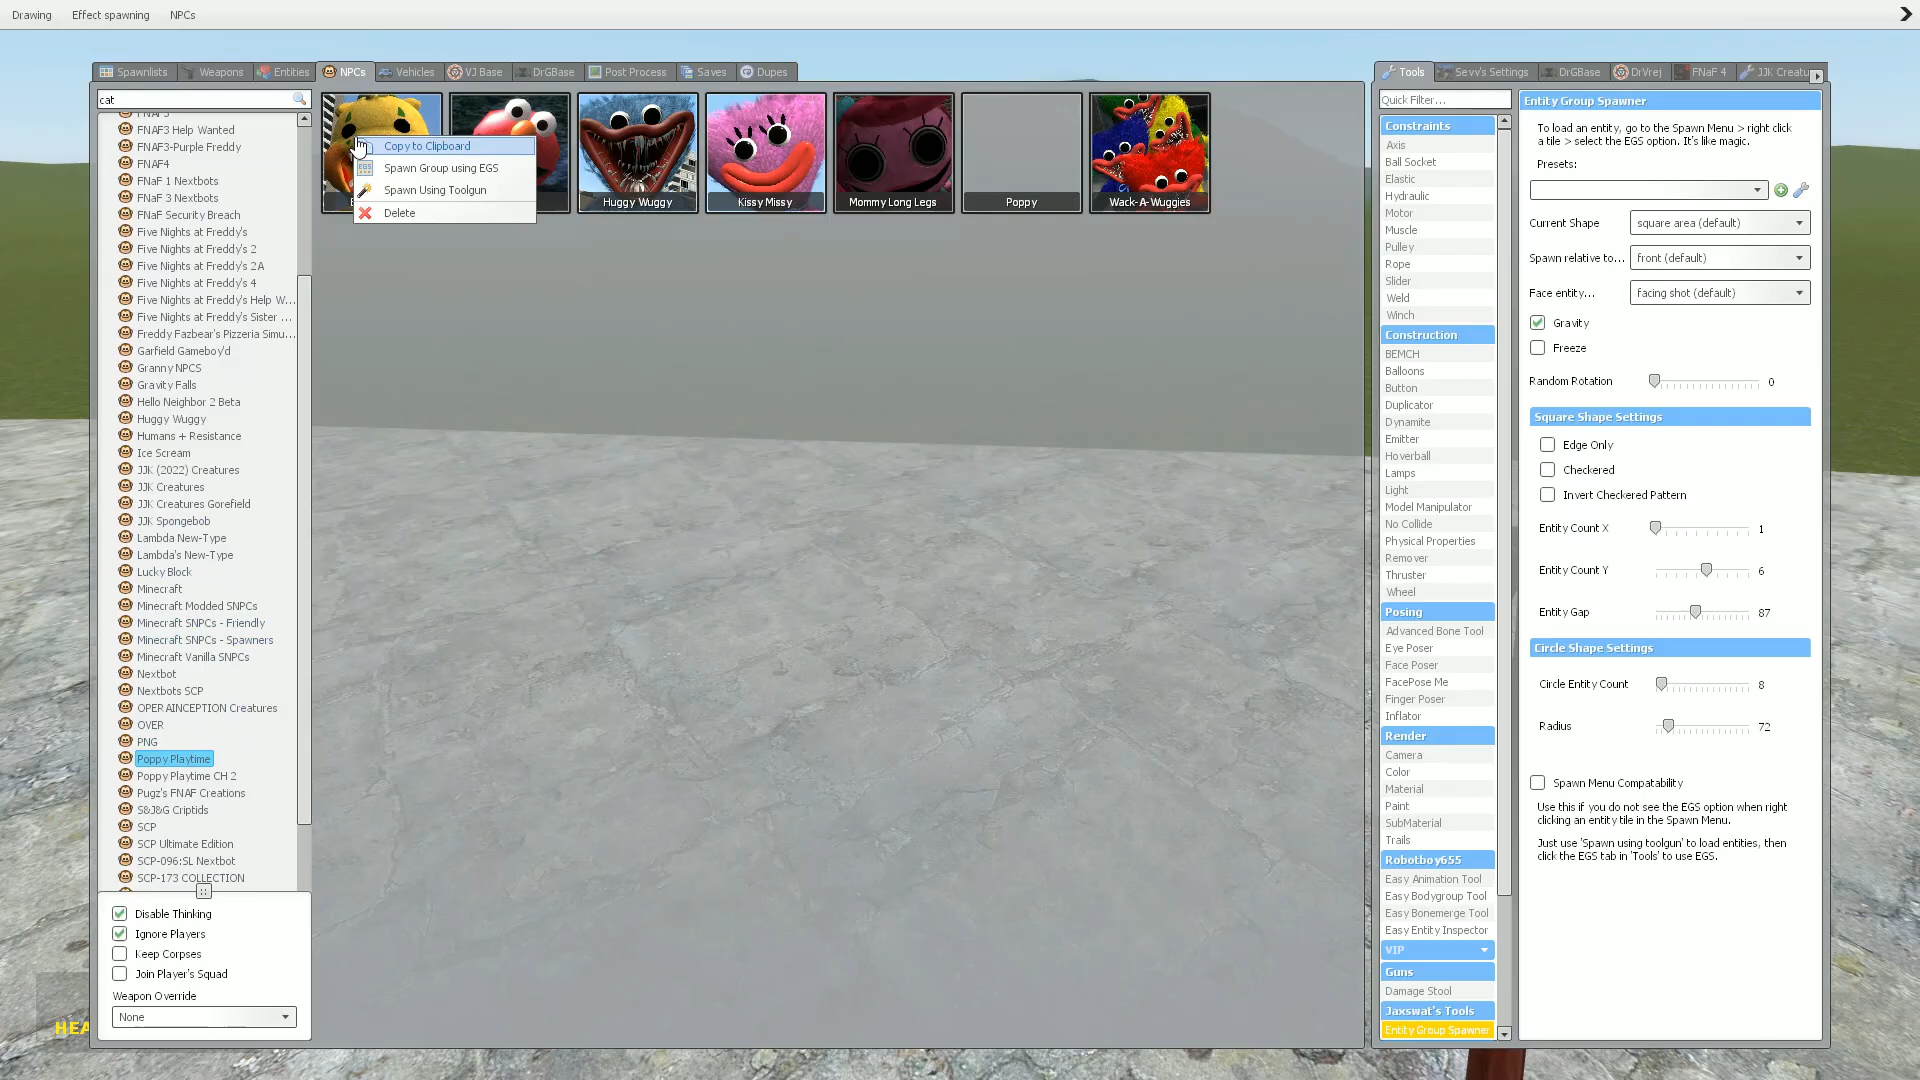 Drawing Effect spawning NPCs
Spawnlists Weapons Entities NPCs Vehicles VJ Base DrGBase Post Process Saves Dupes
cat
FNAF3 Help Wanted
FNAF3-Purple Freddy
FNAF4
FNaF 1 Nextbots
FNAF 3 Nextbots
FNAF Security Breach
Five Nights at Freddy's
Five Nights at Freddy's 2
Five Nights at Freddy's 2A
Five Nights at Freddy's 4
Five Nights at Freddy's Help W...
Five Nights at Freddy's Sister ...
Freddy Fazbear's Pizzeria Simu...
Garfield Gameboy'd
Granny NPCS
Gravity Falls
Hello Neighbor 2 Beta
Huggy Wuggy
Humans + Resistance
Ice Scream
JJK (2022) Creatures
JJK Creatures
JJK Creatures Gorefield
JJK Spongebob
Lambda New-Type
Lambda's New-Type
Lucky Block
Minecraft
Minecraft Modded SNPCs
Minecraft SNPCs - Friendly
Minecraft SNPCs - Spawners
Minecraft Vanilla SNPCs
Nextbot
Nextbots SCP
OPERAINCEPTION Creatures
OVER
PNG
Poppy Playtime
Poppy Playtime CH 2
Pugz's FNAF Creations
S&J&G Criptids
SCP
SCP Ultimate Edition
SCP-096:SL Nextbot
SCP-173 COLLECTION
Disable Thinking
Ignore Players
Keep Corpses
Join Player's Squad
Weapon Override
None
HEA
Copy to Clipboard
Spawn Group using EGS
Spawn Using Toolgun
Delete
Huggy Wuggy
Kissy Missy
Mommy Long Legs
Poppy
Wack-A-Wuggies
Tools Sevv's Settings DrGBase DrVrej FNaF 4 JJK Creatu
Quick Filter...
Constraints
Axis
Ball Socket
Elastic
Hydraulic
Motor
Muscle
Pulley
Rope
Slider
Weld
Winch
Construction
BEMCH
Balloons
Button
Duplicator
Dynamite
Emitter
Hoverball
Lamps
Light
Model Manipulator
No Collide
Physical Properties
Remover
Thruster
Wheel
Posing
Advanced Bone Tool
Eye Poser
Face Poser
FacePose Me
Finger Poser
Inflator
Render
Camera
Color
Material
Paint
SubMaterial
Trails
Robotboy655
Easy Animation Tool
Easy Bodygroup Tool
Easy Bonemerge Tool
Easy Entity Inspector
VIP
Guns
Damage Stool
Jaxswat's Tools
Entity Group Spawner
Entity Group Spawner
To load an entity, go to the Spawn Menu > right click
a tile > select the EGS option. It's like magic.
Presets:
Current Shape square area (default)
Spawn relative to... front (default)
Face entity... facing shot (default)
Gravity
Freeze
Random Rotation 0
Square Shape Settings
Edge Only
Checkered
Invert Checkered Pattern
Entity Count X 1
Entity Count Y 6
Entity Gap 87
Circle Shape Settings
Circle Entity Count 8
Radius 72
Spawn Menu Compatability
Use this if you do not see the EGS option when right
clicking an entity tile in the Spawn Menu.
Just use 'Spawn using toolgun' to load entities, then
click the EGS tab in 'Tools' to use EGS.